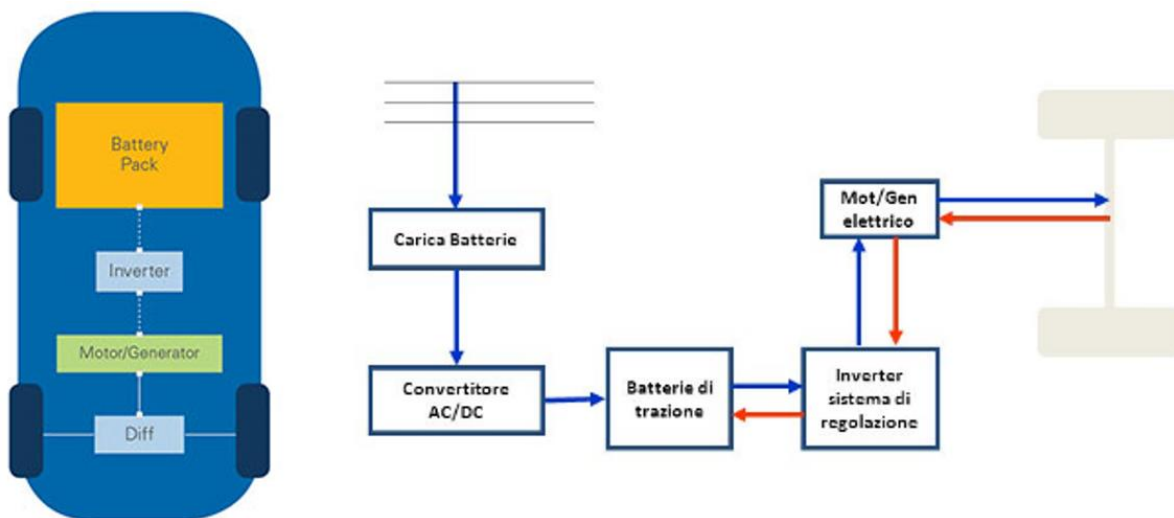 Battery
Pack
Inverter
Motor/Generator
Diff
Carica Batterie
Convertitore
AC/DC
Batterie di
trazione
Inverter
sistema di
regolazione
Mot/Gen
elettrico